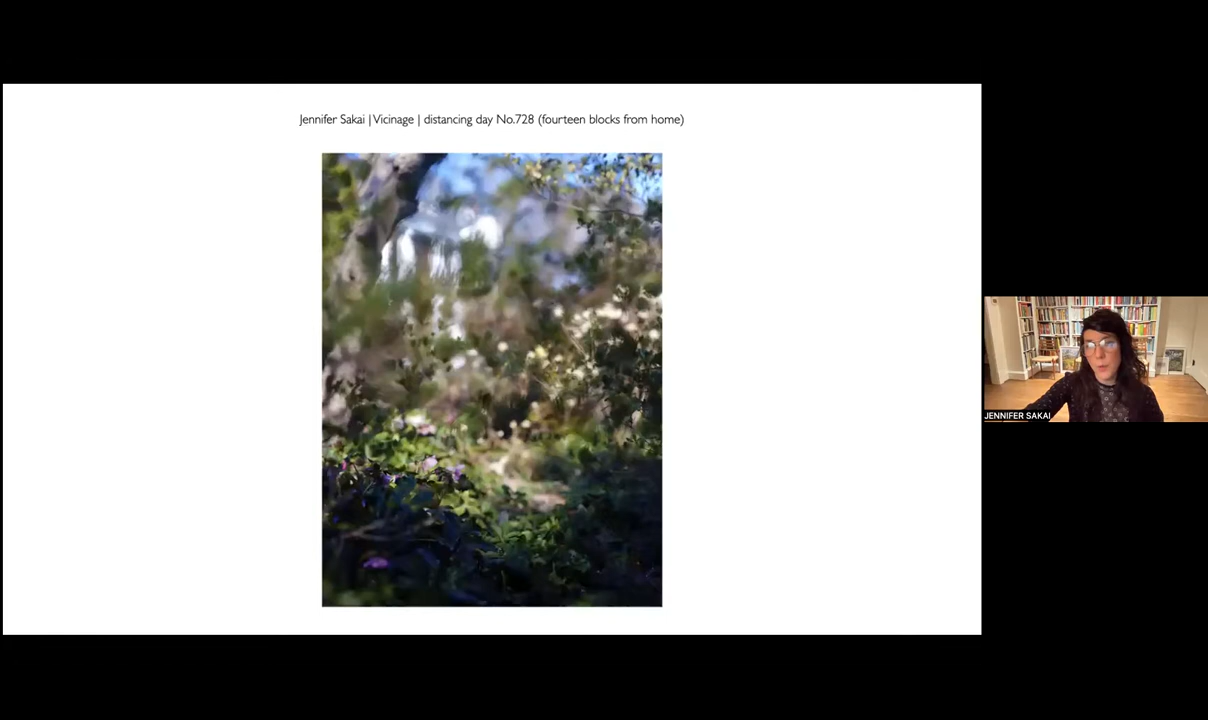 Jennifer Sakai | Vicinage | distancing day No.728 (fourteen blocks from home)
JENNIFER SAKAI